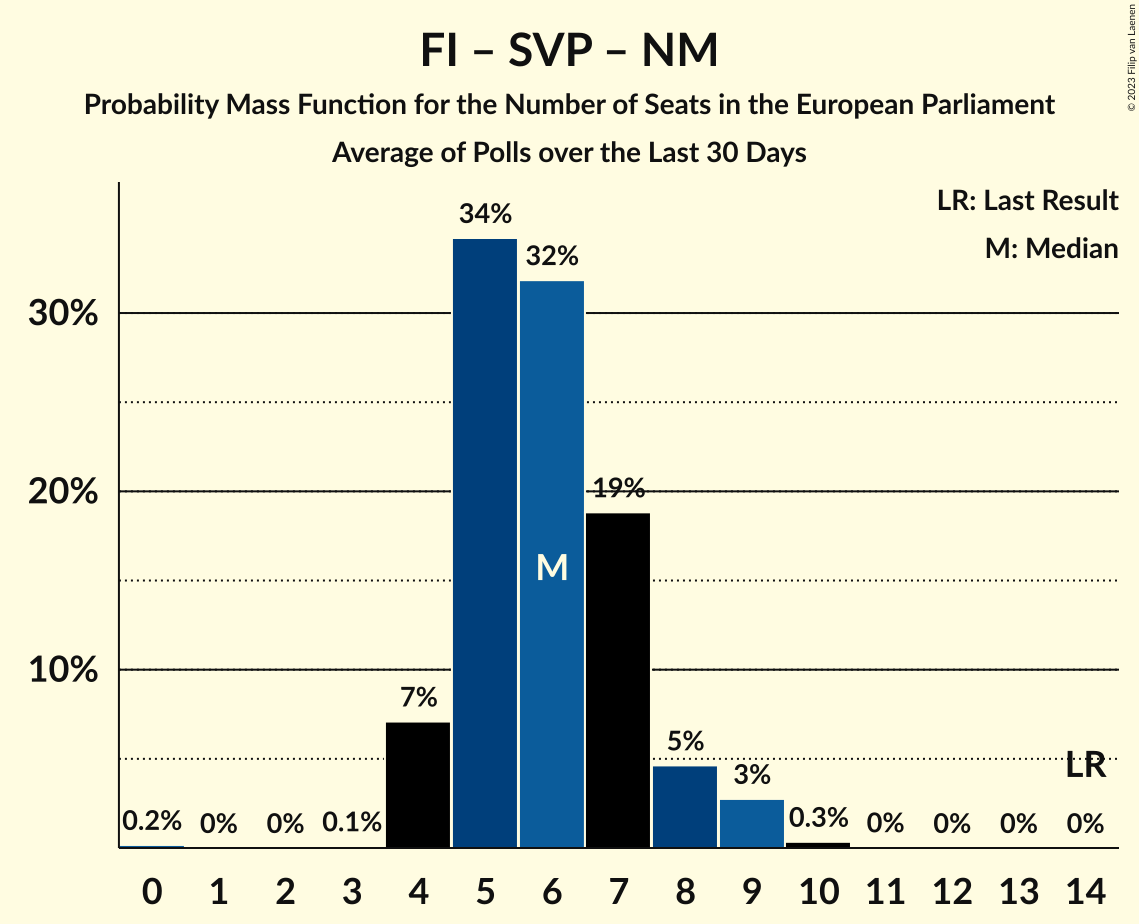 FI – SVP – NM
Probability Mass Function for the Number of Seats in the European Parliament
Average of Polls over the Last 30 Days
© 2023 Filip van Laenen
LR: Last Result
M: Median
34%
32%
30%
20%
19%
M
10%
7%
5%
3%
LR
0.2% 0% 0% 0.1% 0.3% 0% 0% 0% 0%
0 1 2 3 4 5 6 7 8 9 10 11 12 13 14